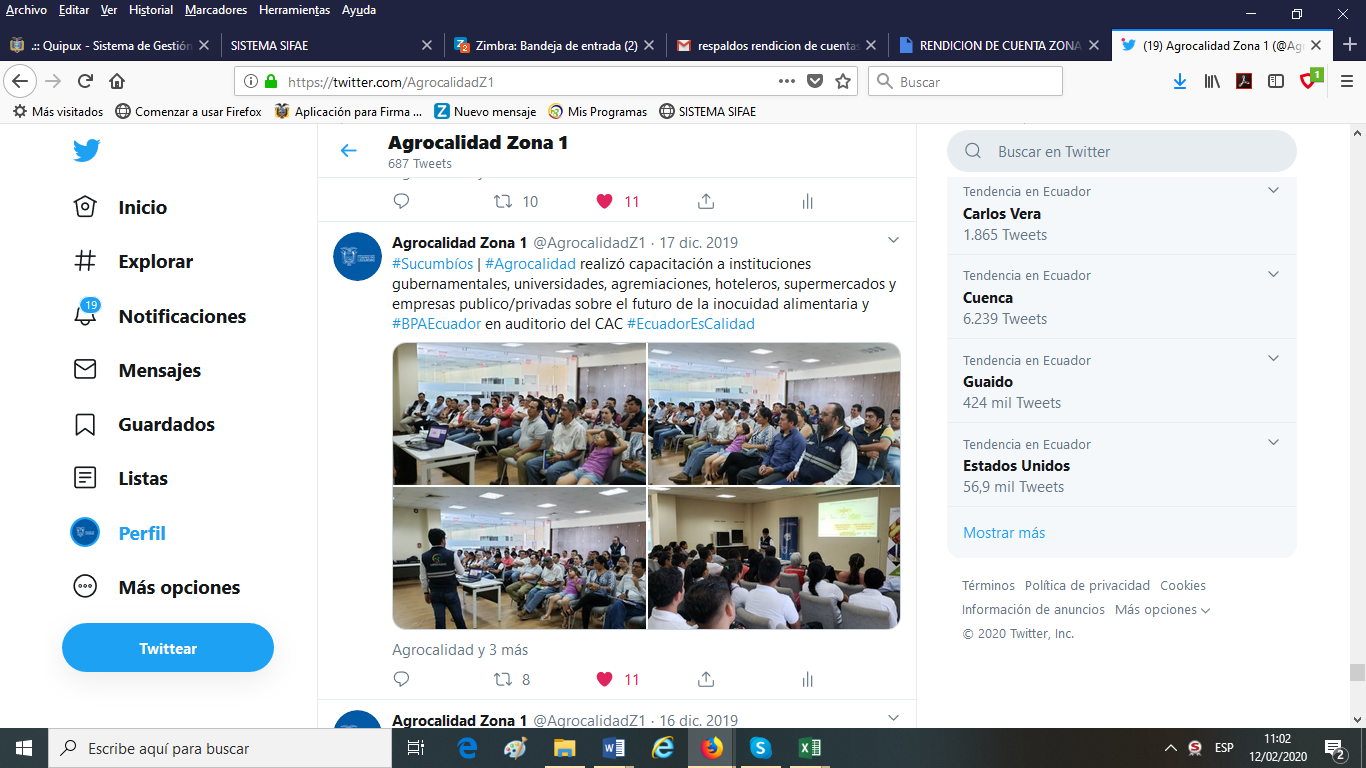 Archivo Editar Ver Historial Marcadores Herramientas Ayuda
.:: Quipux - Sistema de Gestión
SISTEMA SIFAE
Zimbra: Bandeja de entrada (2)
respaldos rendicion de cuentas
RENDICION DE CUENTA ZONA
(19) Agrocalidad Zona 1 (@Agr
https://twitter.com/AgrocalidadZ1
Buscar
1
Más visitados
Comenzar a usar Firefox
Aplicación para Firma ...
Nuevo mensaje
Mis Programas
SISTEMA SIFAE
Inicio
Explorar
19
Notificaciones
Mensajes
Guardados
Listas
Perfil
Más opciones
Twittear
Agrocalidad Zona 1
687 Tweets
10 11
Agrocalidad Zona 1 @AgrocalidadZ1 · 17 dic. 2019
#Sucumbíos | #Agrocalidad realizó capacitación a instituciones
gubernamentales, universidades, agremiaciones, hoteleros, supermercados y
empresas publico/privadas sobre el futuro de la inocuidad alimentaria y
#BPAEcuador en auditorio del CAC #EcuadorEsCalidad
Agrocalidad y 3 más
8 11
Agrocalidad Zona 1 @AgrocalidadZ1 · 16 dic. 2019
Buscar en Twitter
Tendencia en Ecuador
Carlos Vera
1.865 Tweets
Tendencia en Ecuador
Cuenca
6.239 Tweets
Tendencia en Ecuador
Guaido
424 mil Tweets
Tendencia en Ecuador
Estados Unidos
56,9 mil Tweets
Mostrar más
Términos Política de privacidad Cookies
Información de anuncios Más opciones
© 2020 Twitter, Inc.
Escribe aquí para buscar
ESP
11:02
12/02/2020
2